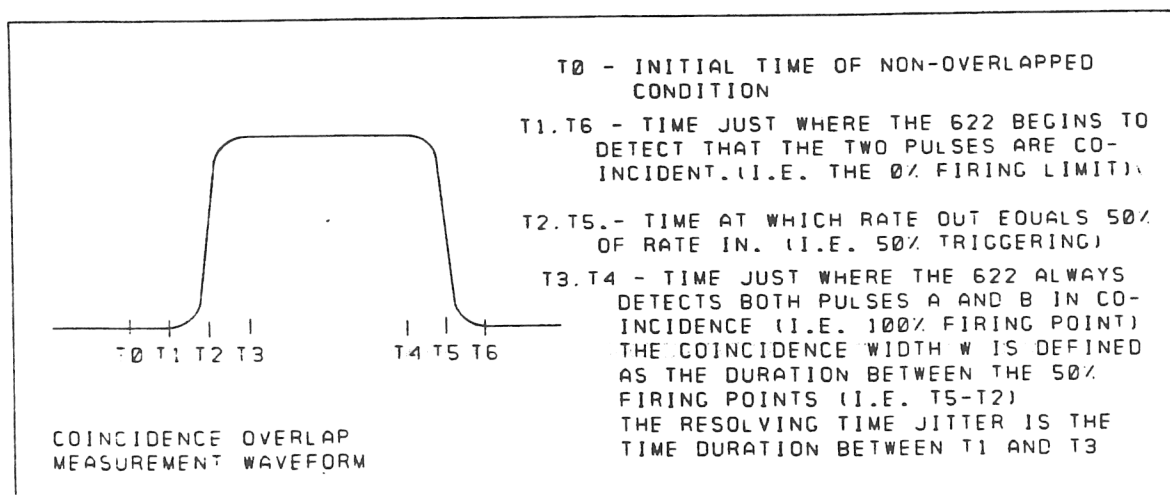 T0 - INITIAL TIME OF NON-OVERLAPPED
CONDITION
T1.T6 - TIME JUST WHERE THE 622 BEGINS TO
DETECT THAT THE TWO PULSES ARE CO-
INCIDENT.(I.E. THE 0% FIRING LIMIT).
T2.T5.- TIME AT WHICH RATE OUT EQUALS 50%
OF RATE IN. (I.E. 50% TRIGGERING)
T3.T4 - TIME JUST WHERE THE 622 ALWAYS
DETECTS BOTH PULSES A AND B IN CO-
INCIDENCE (I.E. 100% FIRING POINT)
THE COINCIDENCE WIDTH W IS DEFINED
AS THE DURATION BETWEEN THE 50%
FIRING POINTS (I.E. T5-T2)
THE RESOLVING TIME JITTER IS THE
TIME DURATION BETWEEN T1 AND T3
T0 T1 T2 T3 T4 T5 T6
COINCIDENCE OVERLAP
MEASUREMENT WAVEFORM